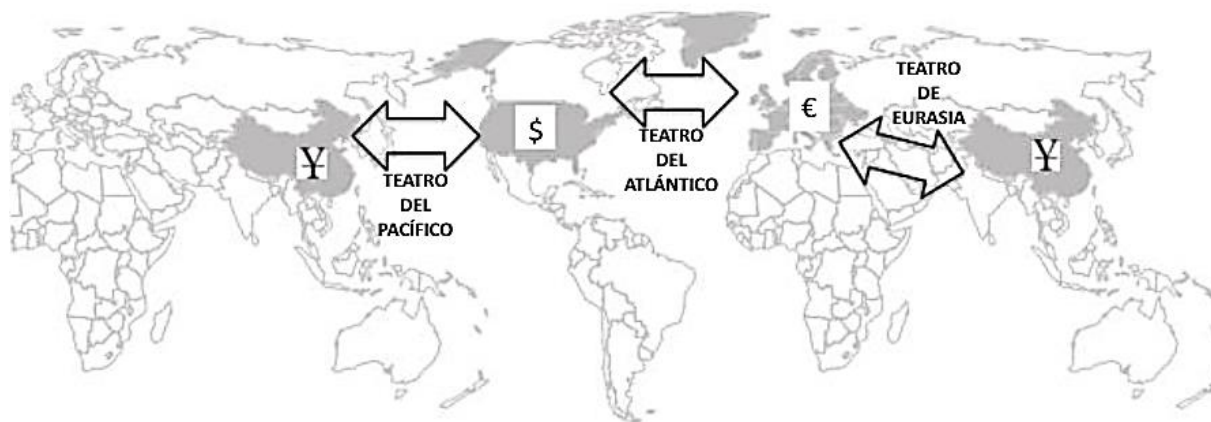 ¥
TEATRO
DEL
PACÍFICO
$
TEATRO
DEL
ATLÁNTICO
€
TEATRO
DE
EURASIA
¥